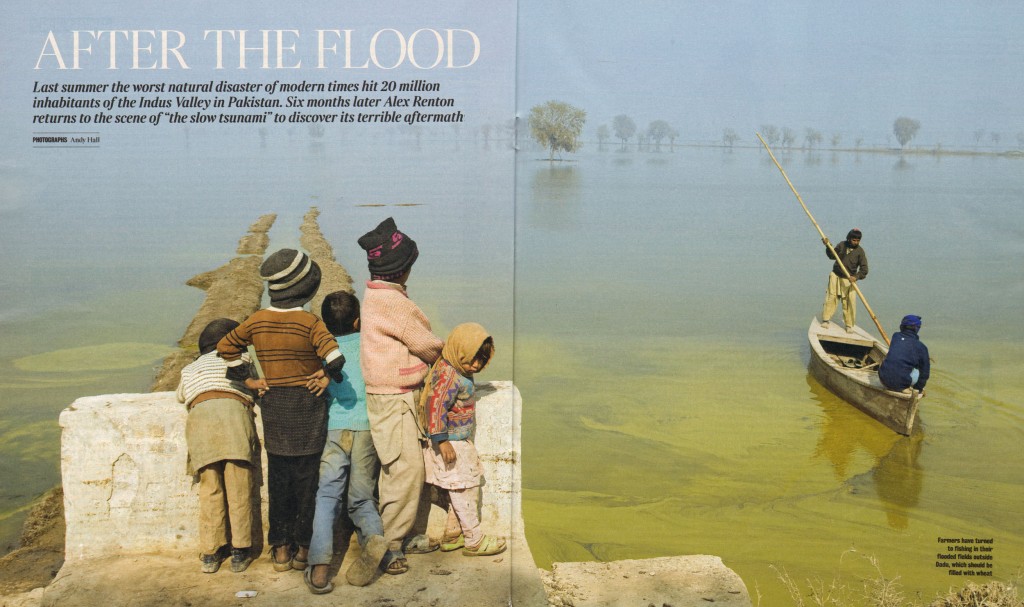 AFTER THE FLOOD
Last summer the worst natural disaster of modern times hit 20 million
inhabitants of the Indus Valley in Pakistan. Six months later Alex Renton
returns to the scene of “the slow tsunami” to discover its terrible aftermath
PHOTOGRAPHS Andy Hall
Farmers have turned
to fishing in their
flooded fields outside
Dadu, which should be
filled with wheat